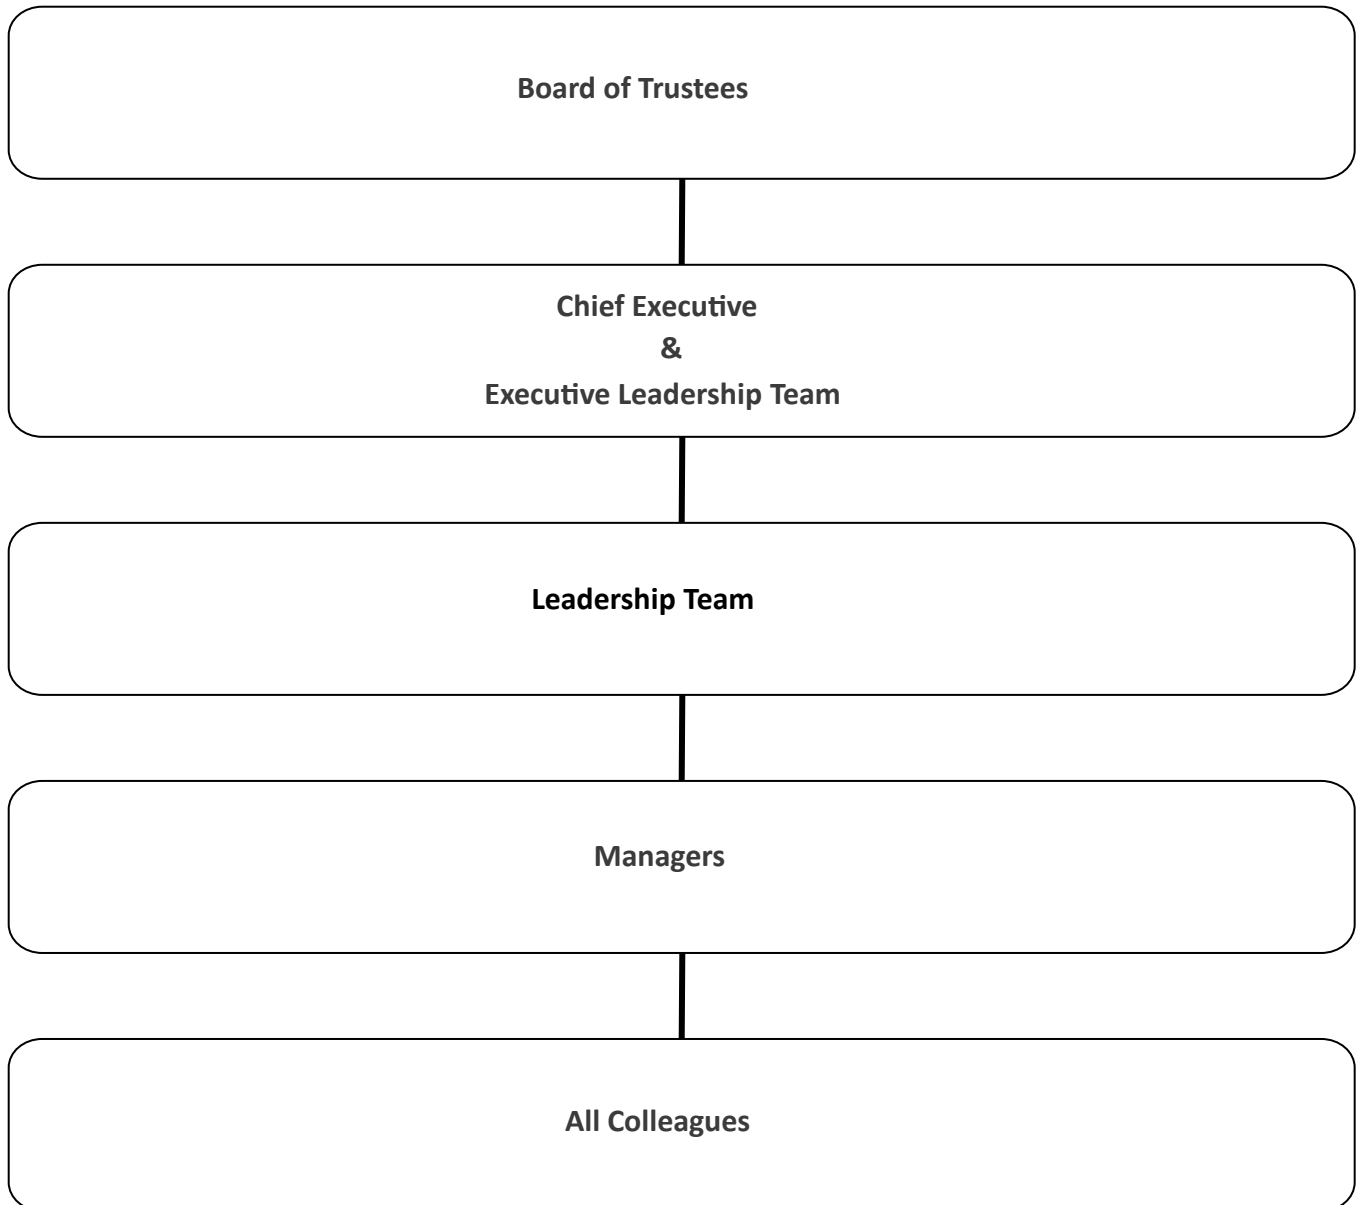 Board of Trustees
Chief Executive
&
Executive Leadership Team
Leadership Team
Managers
All Colleagues